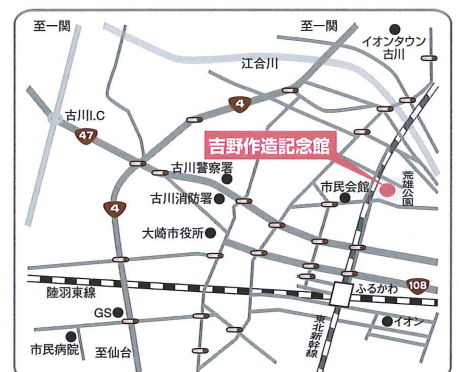 至一関
至一関
イオンタウン
古川
江合川
古川I.C
4
47
吉野作造記念館
古川警察署
荒雄公園
市民会館
古川消防署
4
大崎市役所
108
陸羽東線
ふるかわ
GS
イオン
市民病院
至仙台
東北新幹線